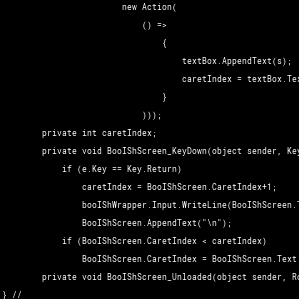 new Action(
() =>
{
textBox.AppendText(s);
caretIndex = textBox.Tex
}
)));
private int caretIndex;
private void BooIShScreen_KeyDown(object sender, Key
if (e.Key == Key.Return)
caretIndex = BooIShScreen.CaretIndex+1;
booIShWrapper.Input.WriteLine(BooIShScreen.T
BooIShScreen.AppendText("\n");
if (BooIShScreen.CaretIndex < caretIndex)
BooIShScreen.CaretIndex = BooIShScreen.Text
private void BooIShScreen_Unloaded(object sender, Ro
} //